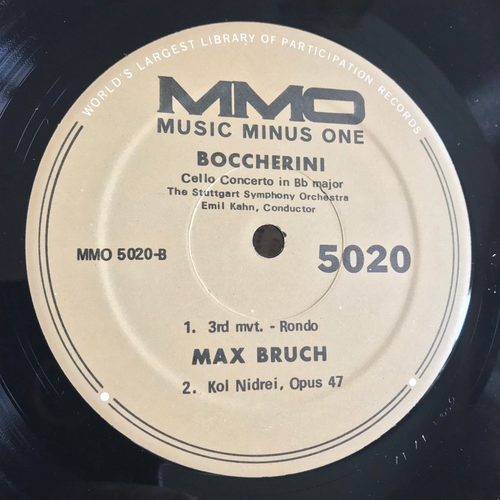 WORLD'S LARGEST LIBRARY OF PARTICIPATION RECORDS
MMO
MUSIC MINUS ONE
BOCCHERINI
Cello Concerto in Bb major
The Stuttgart Symphony Orchestra
Emil Kahn, Conductor
MMO 5020-B
5020
1. 3rd mvt. - Rondo
MAX BRUCH
2. Kol Nidrei, Opus 47